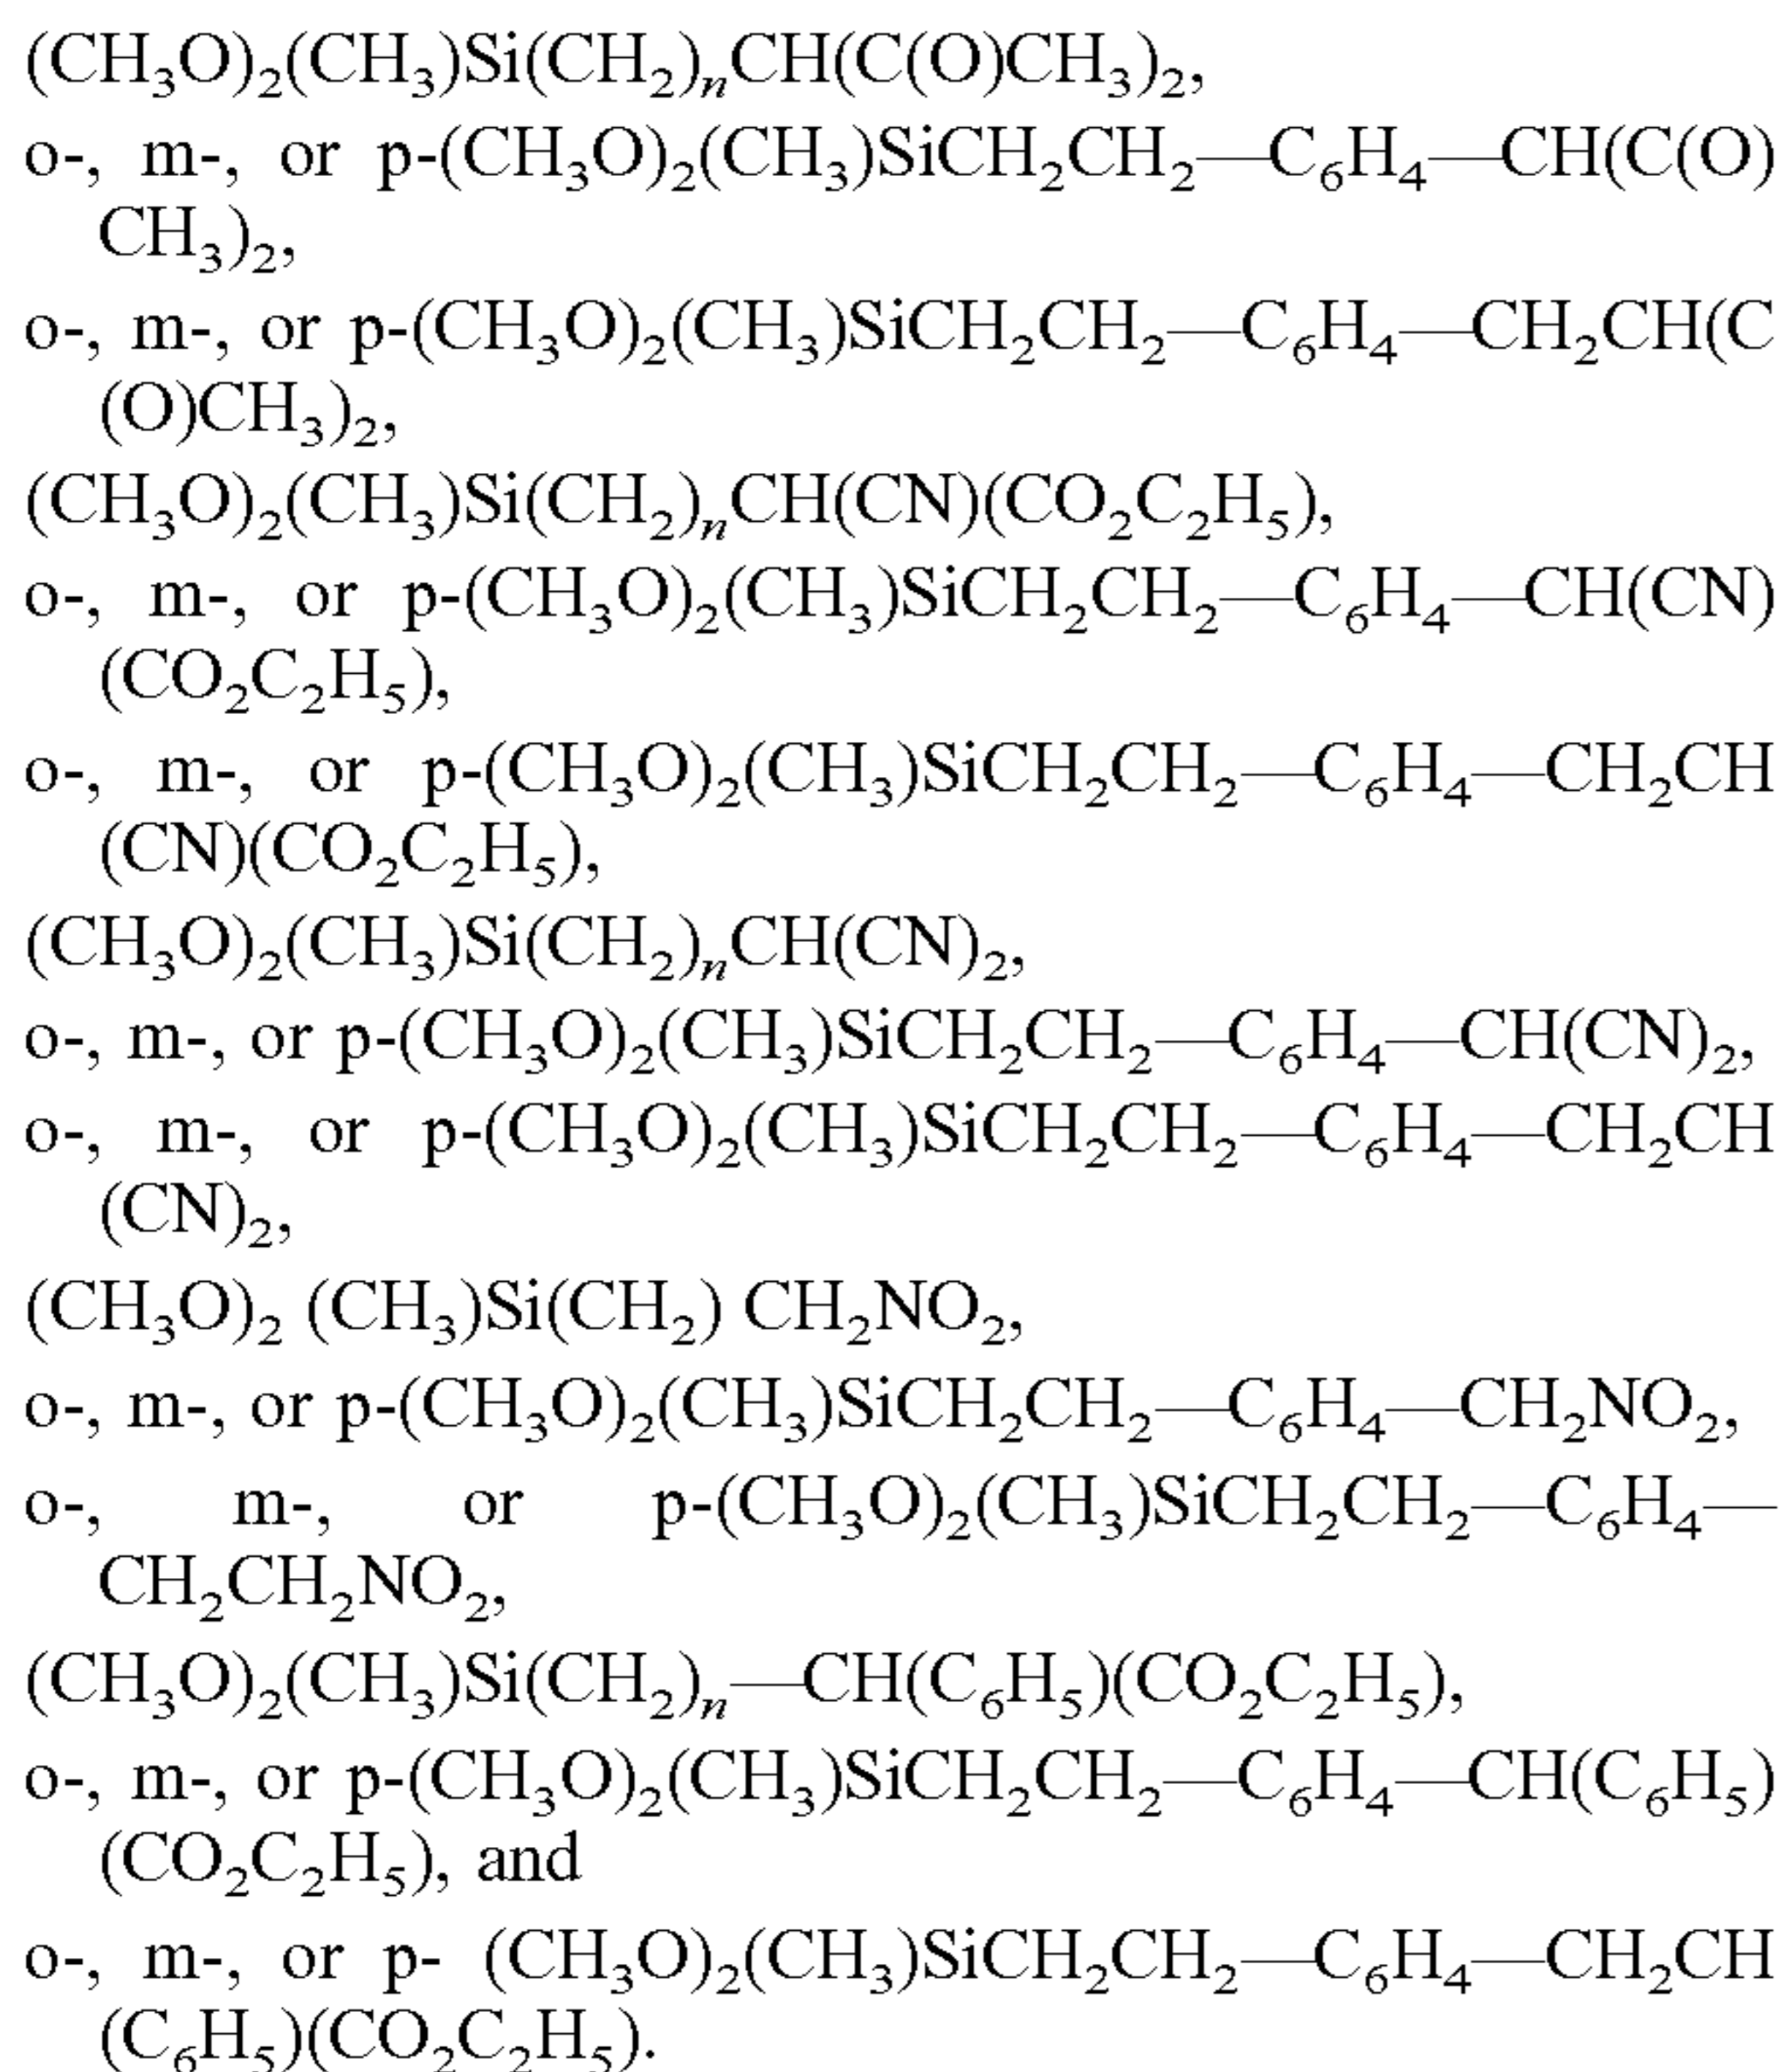 (CH₃O)₂(CH₃)Si(CH₂)ₙCH(C(O)CH₃)₂,
o-, m-, or p-(CH₃O)₂(CH₃)SiCH₂CH₂—C₆H₄—CH(C(O)
CH₃)₂,
o-, m-, or p-(CH₃O)₂(CH₃)SiCH₂CH₂—C₆H₄—CH₂CH(C
(O)CH₃)₂,
(CH₃O)₂(CH₃)Si(CH₂)ₙCH(CN)(CO₂C₂H₅),
o-, m-, or p-(CH₃O)₂(CH₃)SiCH₂CH₂—C₆H₄—CH(CN)
(CO₂C₂H₅),
o-, m-, or p-(CH₃O)₂(CH₃)SiCH₂CH₂—C₆H₄—CH₂CH
(CN)(CO₂C₂H₅),
(CH₃O)₂(CH₃)Si(CH₂)ₙCH(CN)₂,
o-, m-, or p-(CH₃O)₂(CH₃)SiCH₂CH₂—C₆H₄—CH(CN)₂,
o-, m-, or p-(CH₃O)₂(CH₃)SiCH₂CH₂—C₆H₄—CH₂CH
(CN)₂,
(CH₃O)₂ (CH₃)Si(CH₂) CH₂NO₂,
o-, m-, or p-(CH₃O)₂(CH₃)SiCH₂CH₂—C₆H₄—CH₂NO₂,
o-, m-, or p-(CH₃O)₂(CH₃)SiCH₂CH₂—C₆H₄—
CH₂CH₂NO₂,
(CH₃O)₂(CH₃)Si(CH₂)ₙ—CH(C₆H₅)(CO₂C₂H₅),
o-, m-, or p-(CH₃O)₂(CH₃)SiCH₂CH₂—C₆H₄—CH(C₆H₅)
(CO₂C₂H₅), and
o-, m-, or p- (CH₃O)₂(CH₃)SiCH₂CH₂—C₆H₄—CH₂CH
(C₆H₅)(CO₂C₂H₅).